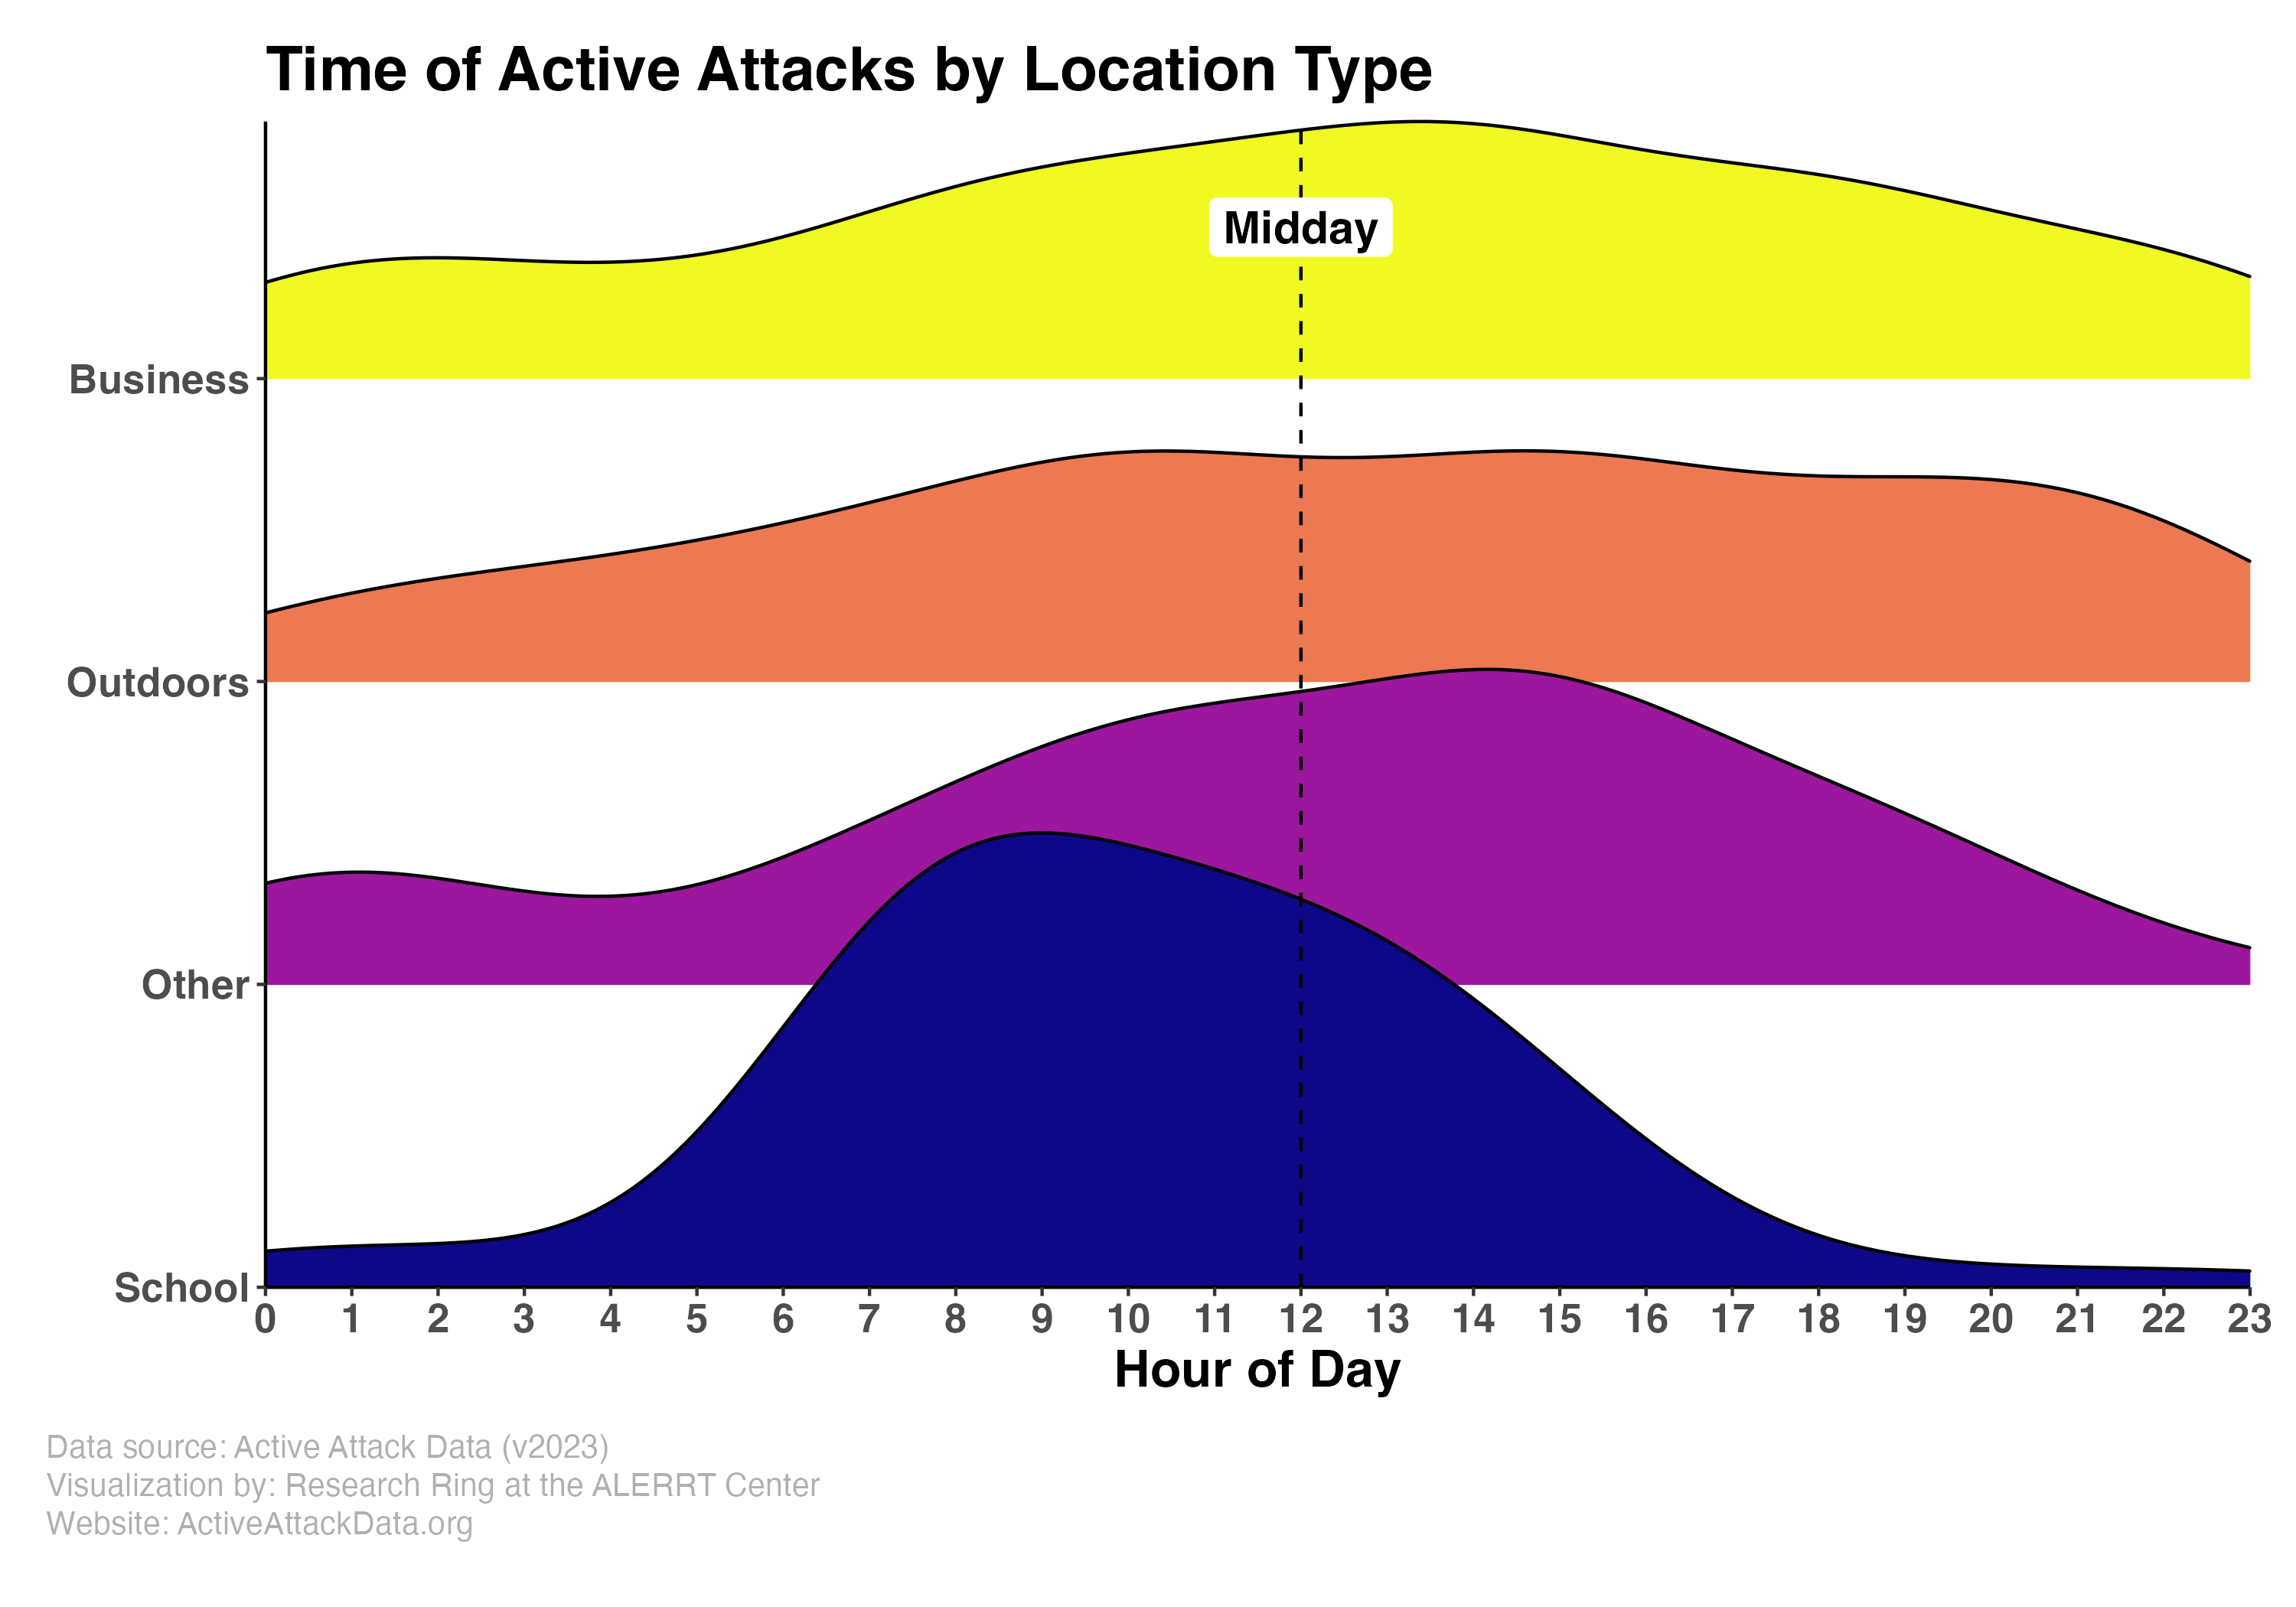 Time of Active Attacks by Location Type
Midday
Business
Outdoors
Other
School
0 1 2 3 4 5 6 7 8 9 10 11 12 13 14 15 16 17 18 19 20 21 22 23
Hour of Day
Data source: Active Attack Data (v2023)
Visualization by: Research Ring at the ALERRT Center
Website: ActiveAttackData.org